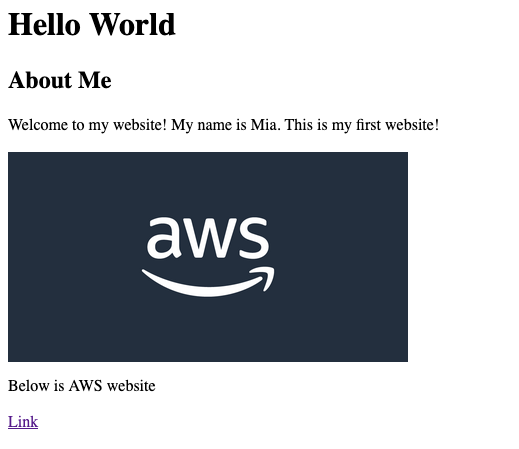 Hello World
About Me
Welcome to my website! My name is Mia. This is my first website!
aws
Below is AWS website
Link